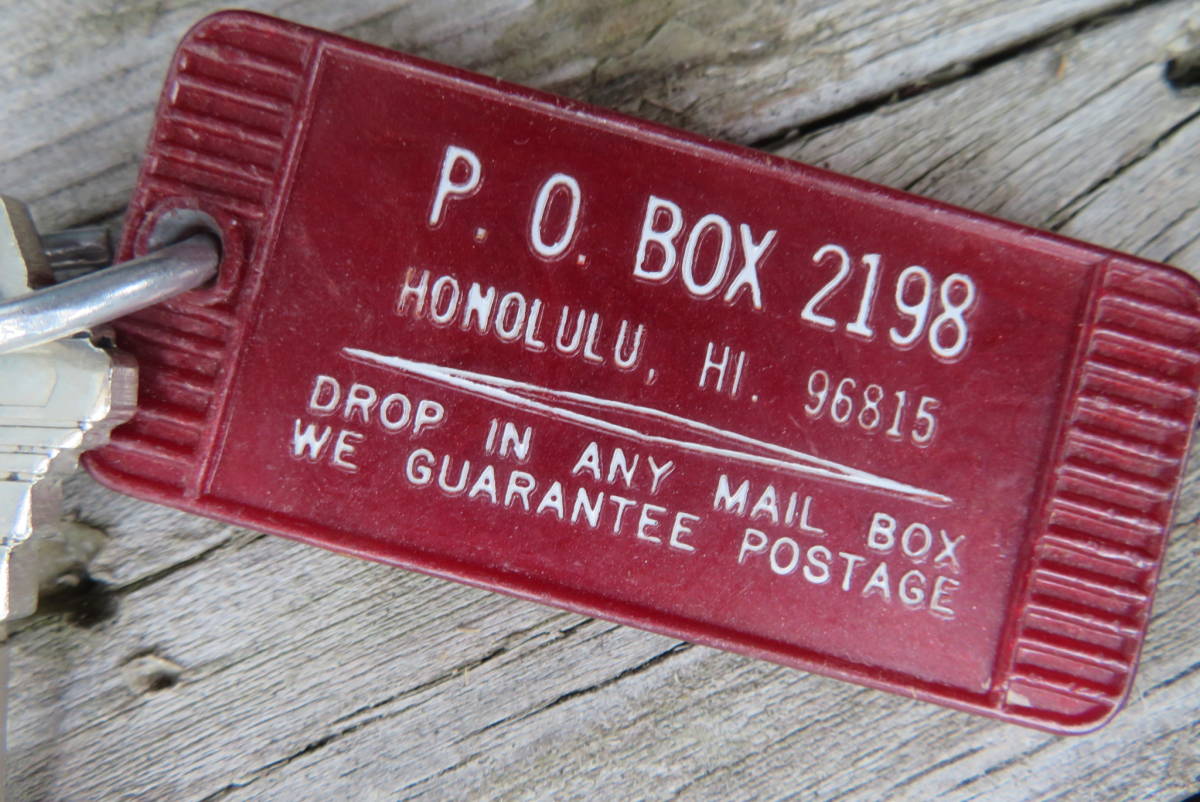 P. O. BOX 2198
HONOLULU, HI. 96815
DROP IN ANY MAIL BOX
WE GUARANTEE POSTAGE